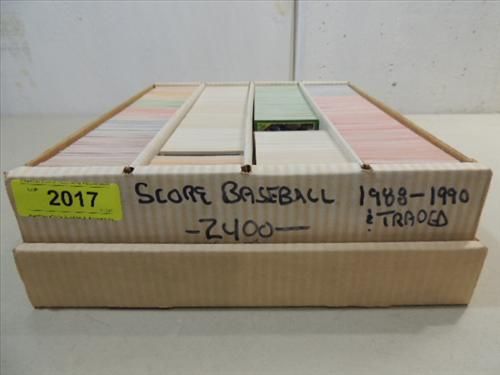 2017
SCORE BASEBALL 1988-1990
-2400- & TRADED